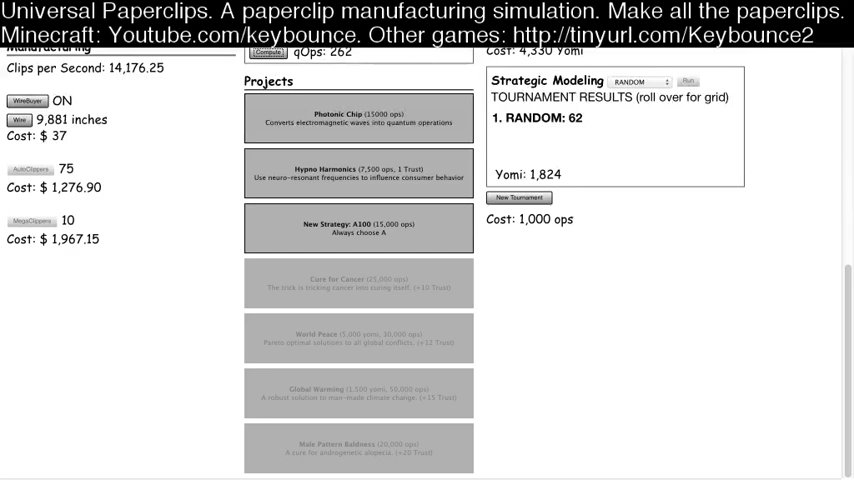 Universal Paperclips. A paperclip manufacturing simulation. Make all the paperclips.
Minecraft: Youtube.com/keybounce. Other games: http://tinyurl.com/Keybounce2
Manufacturing
Clips per Second: 14,176.25
WireBuyer ON
Wire 9,881 inches
Cost: $ 37
AutoClippers 75
Cost: $ 1,276.90
MegaClippers 10
Cost: $ 1,967.15
Compute qOps: 262
Projects
Photonic Chip (15000 ops)
Converts electromagnetic waves into quantum operations
Hypno Harmonics (7,500 ops, 1 Trust)
Use neuro-resonant frequencies to influence consumer behavior
New Strategy: A100 (15,000 ops)
Always choose A
Cure for Cancer (25,000 ops)
The trick is tricking cancer into curing itself. (+10 Trust)
World Peace (5,000 yomi, 30,000 ops)
Pareto optimal solutions to all global conflicts. (+12 Trust)
Global Warming (1,500 yomi, 50,000 ops)
A robust solution to man-made climate change. (+15 Trust)
Male Pattern Baldness (20,000 ops)
A cure for androgenetic alopecia. (+20 Trust)
Cost: 4,330 Yomi
Strategic Modeling RANDOM Run
TOURNAMENT RESULTS (roll over for grid)
1. RANDOM: 62
Yomi: 1,824
New Tournament
Cost: 1,000 ops